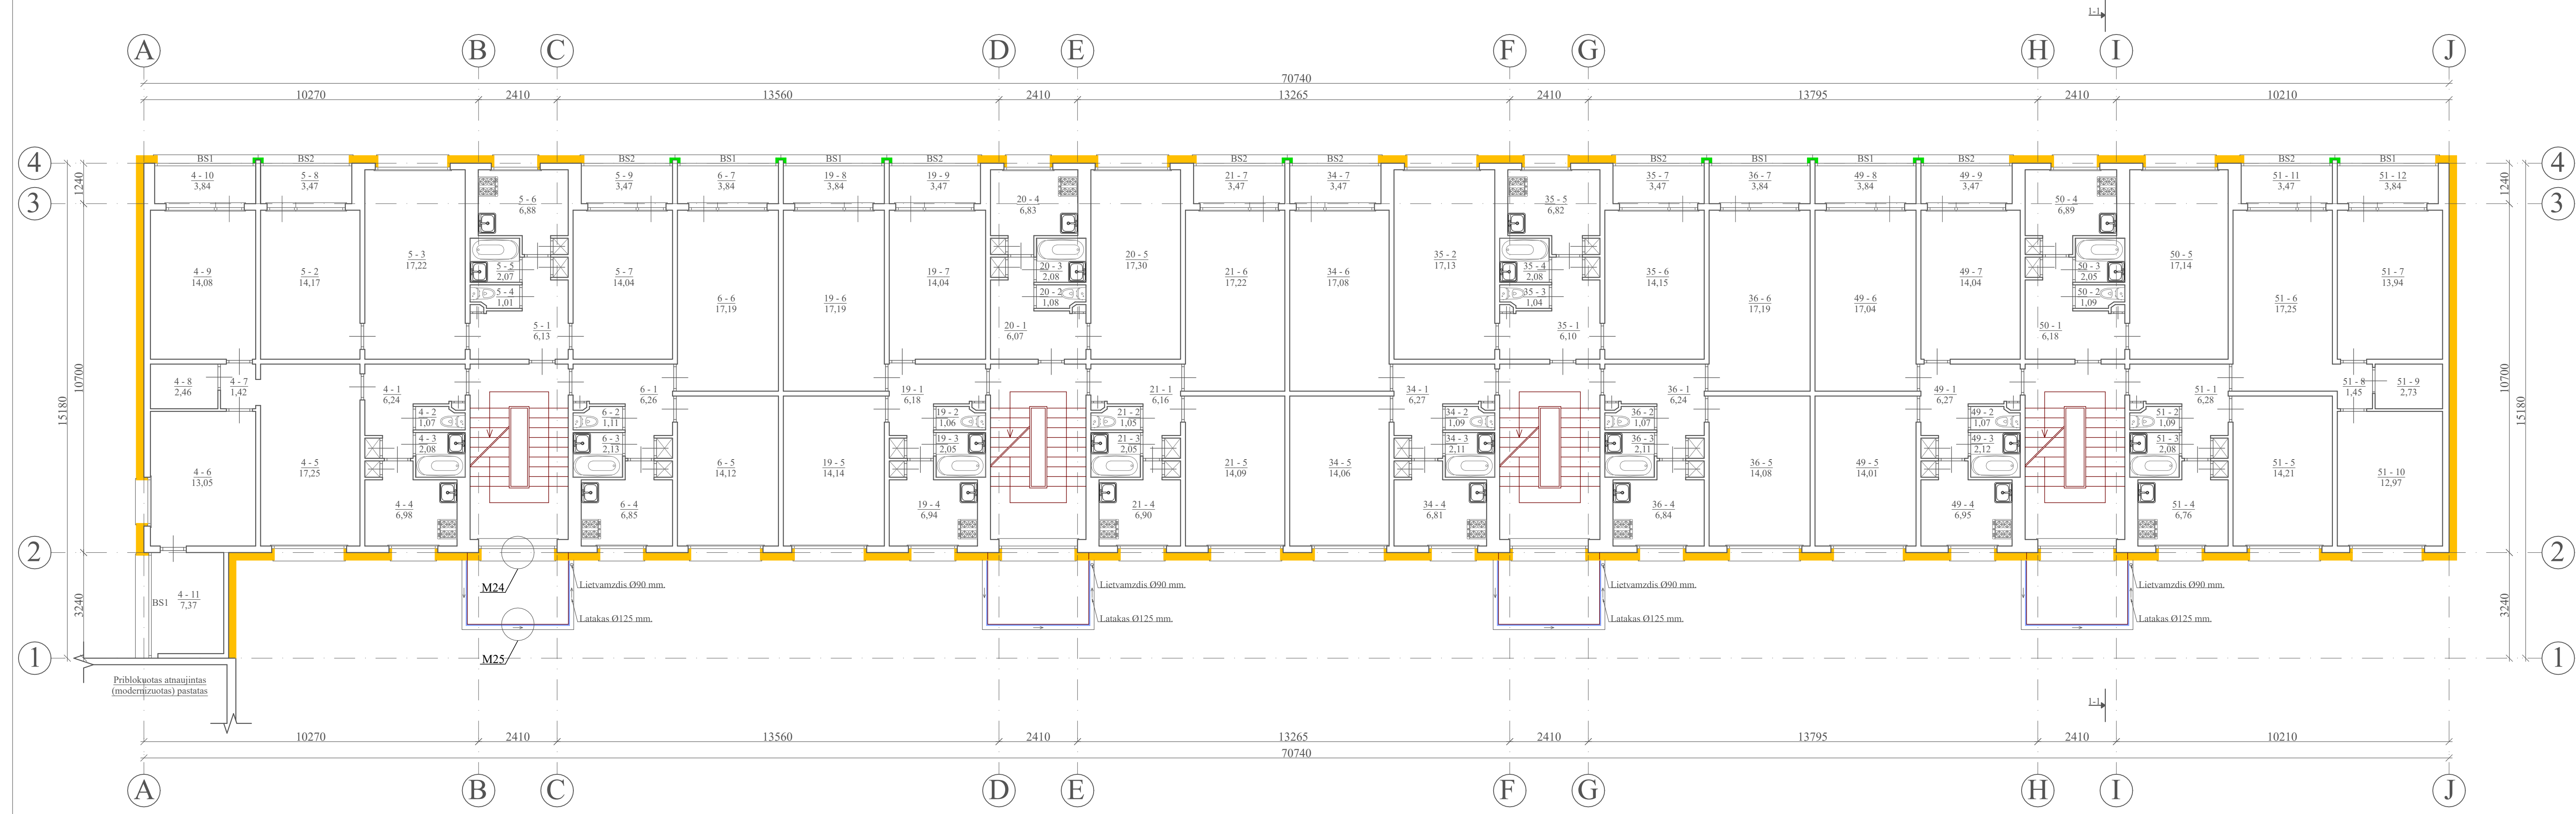 1-1
A B C D E F G H I J
70740
10270 2410 13560 2410 13265 2410 13795 2410 10210
BS1 BS2 BS2 BS1 BS1 BS2 BS2 BS2 BS2 BS1 BS1 BS2 BS2 BS1
4 4
1240 1240
3 3
4 - 10 5 - 8 5 - 9 6 - 7 19 - 8 19 - 9 21 - 7 34 - 7 35 - 7 36 - 7 49 - 8 49 - 9 51 - 11 51 - 12
3,84 3,47 3,47 3,84 3,84 3,47 3,47 3,47 3,47 3,84 3,84 3,47 3,47 3,84
5 - 6 20 - 4 35 - 5 50 - 4
6,88 6,83 6,82 6,89
5 - 3 20 - 5 35 - 2 50 - 5
17,22 17,30 17,13 17,14
4 - 9 5 - 2 5 - 5 5 - 7 19 - 7 20 - 3 21 - 6 34 - 6 35 - 4 35 - 6 49 - 7 50 - 3 51 - 7
14,08 14,17 2,07 14,04 14,04 2,08 17,22 17,08 2,08 14,15 14,04 2,05 13,94
5 - 4 6 - 6 19 - 6 20 - 2 35 - 3 36 - 6 49 - 6 50 - 2 51 - 6
1,01 17,19 17,19 1,08 1,04 17,19 17,04 1,09 17,25
5 - 1 20 - 1 35 - 1 50 - 1
6,13 6,07 6,10 6,18
15180 10700 10700 15180
4 - 8 4 - 7 4 - 1 6 - 1 19 - 1 21 - 1 34 - 1 36 - 1 49 - 1 51 - 1 51 - 8 51 - 9
2,46 1,42 6,24 6,26 6,18 6,16 6,27 6,24 6,27 6,28 1,45 2,73
4 - 2 6 - 2 19 - 2 21 - 2 34 - 2 36 - 2 49 - 2 51 - 2
1,07 1,11 1,06 1,05 1,09 1,07 1,07 1,09
4 - 3 6 - 3 19 - 3 21 - 3 34 - 3 36 - 3 49 - 3 51 - 3
2,08 2,13 2,05 2,05 2,11 2,11 2,12 2,08
4 - 6 4 - 5 6 - 5 19 - 5 21 - 5 34 - 5 36 - 5 49 - 5 51 - 5 51 - 10
13,05 17,25 14,12 14,14 14,09 14,06 14,08 14,01 14,21 12,97
4 - 4 6 - 4 19 - 4 21 - 4 34 - 4 36 - 4 49 - 4 51 - 4
6,98 6,85 6,94 6,90 6,81 6,84 6,95 6,76
2 2
M24
Lietvamzdis Ø90 mm. Lietvamzdis Ø90 mm. Lietvamzdis Ø90 mm. Lietvamzdis Ø90 mm.
3240 BS1 4 - 11 3240
7,37
Latakas Ø125 mm. Latakas Ø125 mm. Latakas Ø125 mm. Latakas Ø125 mm.
M25
1 1
Priblokuotas atnaujintas
(modernizuotas) pastatas
1-1
10270 2410 13560 2410 13265 2410 13795 2410 10210
70740
A B C D E F G H I J